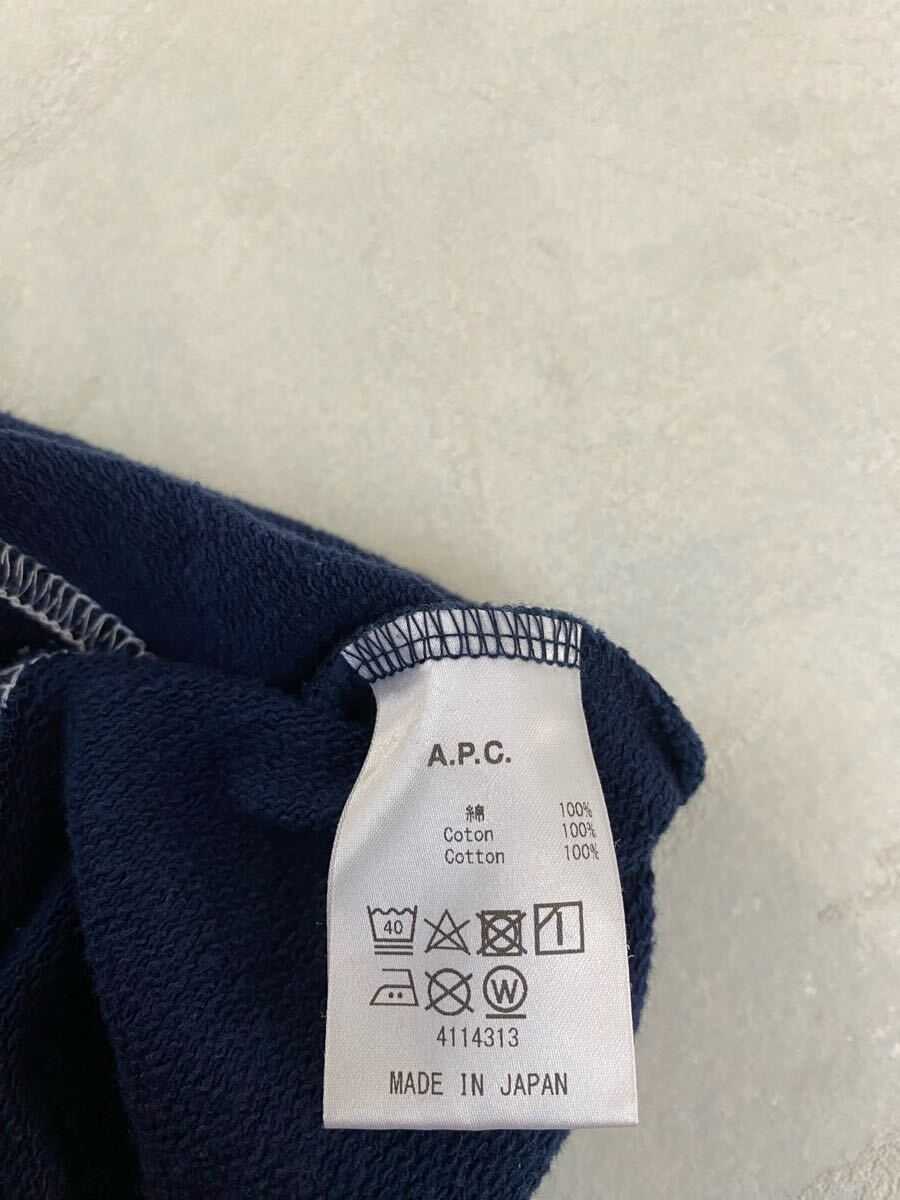 A.P.C.
綿 100%
Coton 100%
Cotton 100%
40
W
4114313
MADE IN JAPAN